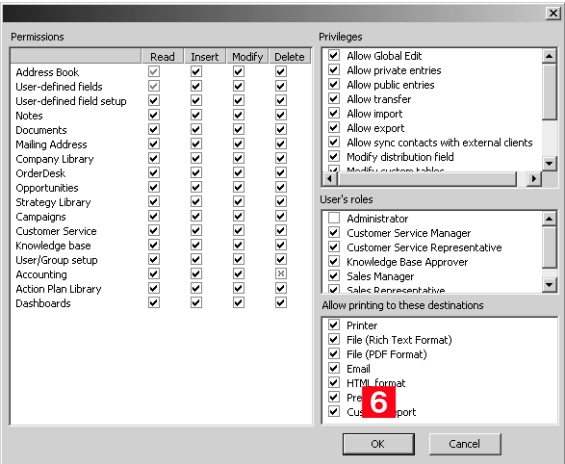 Permissions
Read Insert Modify Delete
Address Book
User-defined fields
User-defined field setup
Notes
Documents
Mailing Address
Company Library
OrderDesk
Opportunities
Strategy Library
Campaigns
Customer Service
Knowledge base
User/Group setup
Accounting
Action Plan Library
Dashboards
Privileges
Allow Global Edit
Allow private entries
Allow public entries
Allow transfer
Allow import
Allow export
Allow sync contacts with external clients
Modify distribution field
Modify custom tables
User's roles
Administrator
Customer Service Manager
Customer Service Representative
Knowledge Base Approver
Sales Manager
Sales Representative
Allow printing to these destinations
Printer
File (Rich Text Format)
File (PDF Format)
Email
HTML format
6
OK Cancel